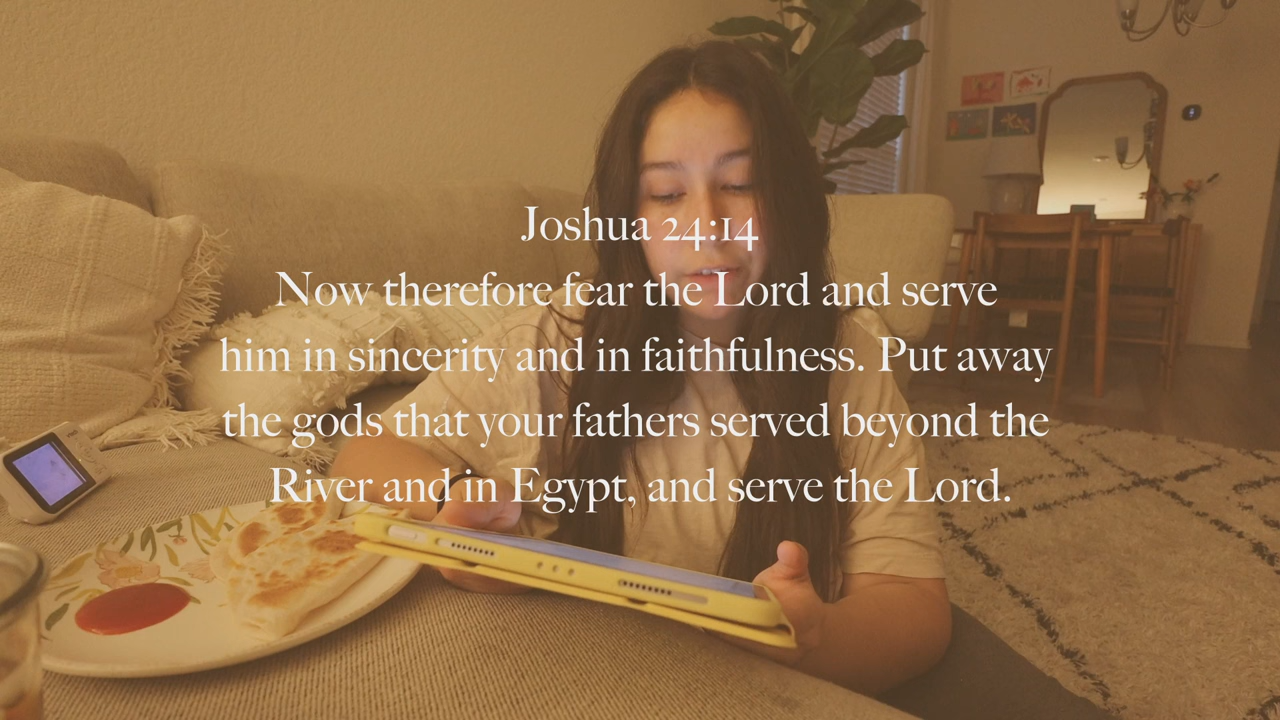 Joshua 24:14
Now therefore fear the Lord and serve
him in sincerity and in faithfulness. Put away
the gods that your fathers served beyond the
River and in Egypt, and serve the Lord.